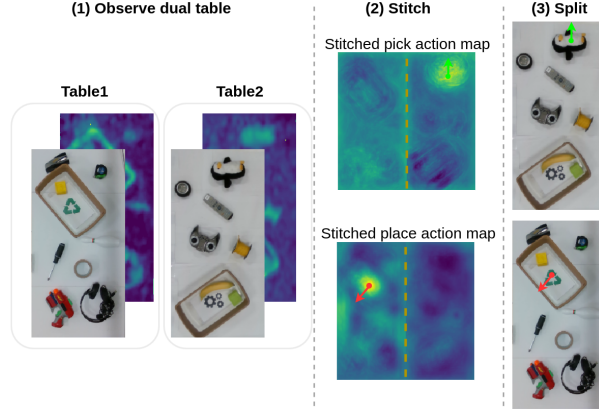 (1) Observe dual table
(2) Stitch
(3) Split
Table1
Table2
Stitched pick action map
Stitched place action map